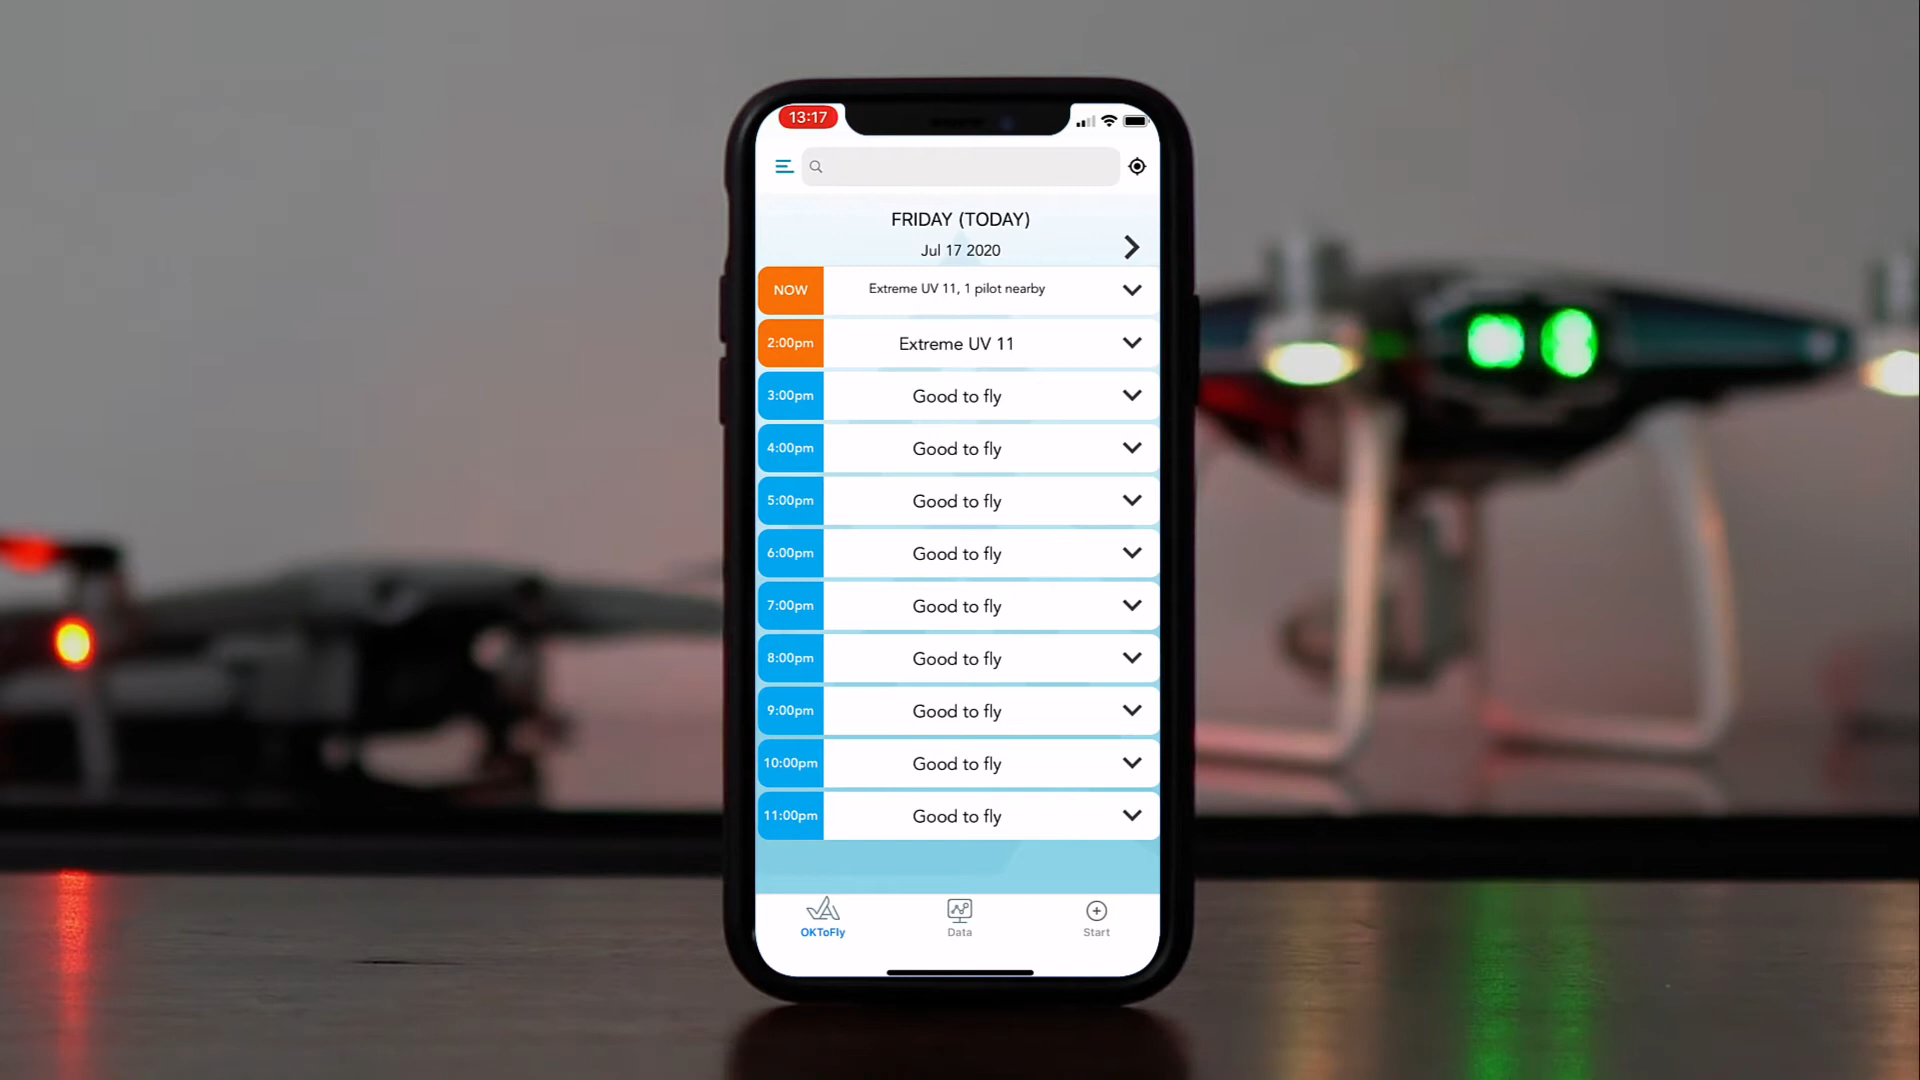 13:17
FRIDAY (TODAY)
Jul 17 2020
NOW Extreme UV 11, 1 pilot nearby
2:00pm Extreme UV 11
3:00pm Good to fly
4:00pm Good to fly
5:00pm Good to fly
6:00pm Good to fly
7:00pm Good to fly
8:00pm Good to fly
9:00pm Good to fly
10:00pm Good to fly
11:00pm Good to fly
OKToFly Data Start